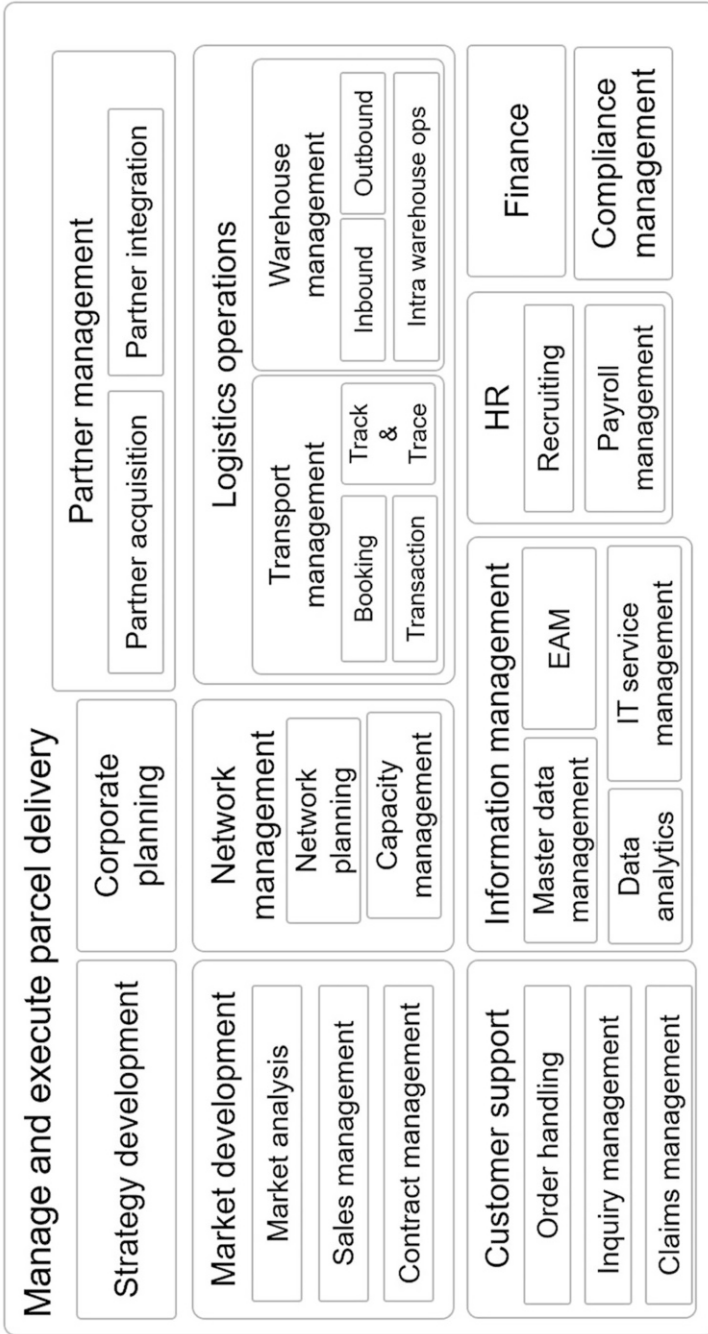 Manage and execute parcel delivery
Strategy development
Corporate
planning
Partner management
Partner acquisition
Partner integration
Market development
Market analysis
Sales management
Contract management
Network
management
Network
planning
Capacity
management
Logistics operations
Transport
management
Booking
Transaction
Track
&
Trace
Warehouse
management
Inbound
Outbound
Intra warehouse ops
Customer support
Order handling
Inquiry management
Claims management
Information management
Master data
management
EAM
Data
analytics
IT service
management
HR
Recruiting
Payroll
management
Finance
Compliance
management